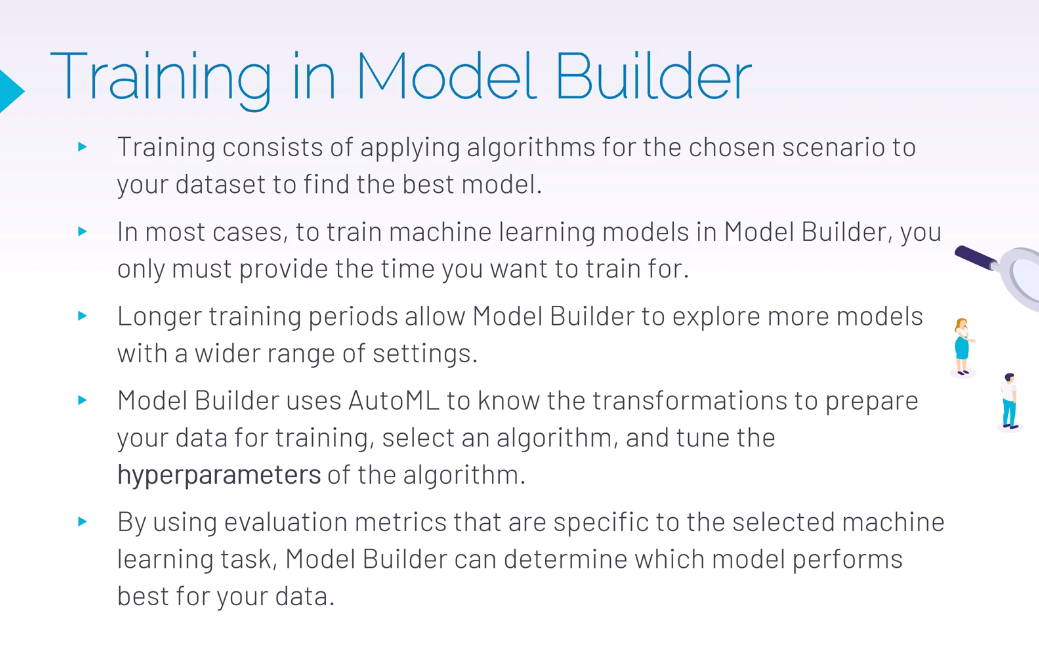 Training in Model Builder
Training consists of applying algorithms for the chosen scenario to
your dataset to find the best model.
In most cases, to train machine learning models in Model Builder, you
only must provide the time you want to train for.
Longer training periods allow Model Builder to explore more models
with a wider range of settings.
Model Builder uses AutoML to know the transformations to prepare
your data for training, select an algorithm, and tune the
hyperparameters of the algorithm.
By using evaluation metrics that are specific to the selected machine
learning task, Model Builder can determine which model performs
best for your data.